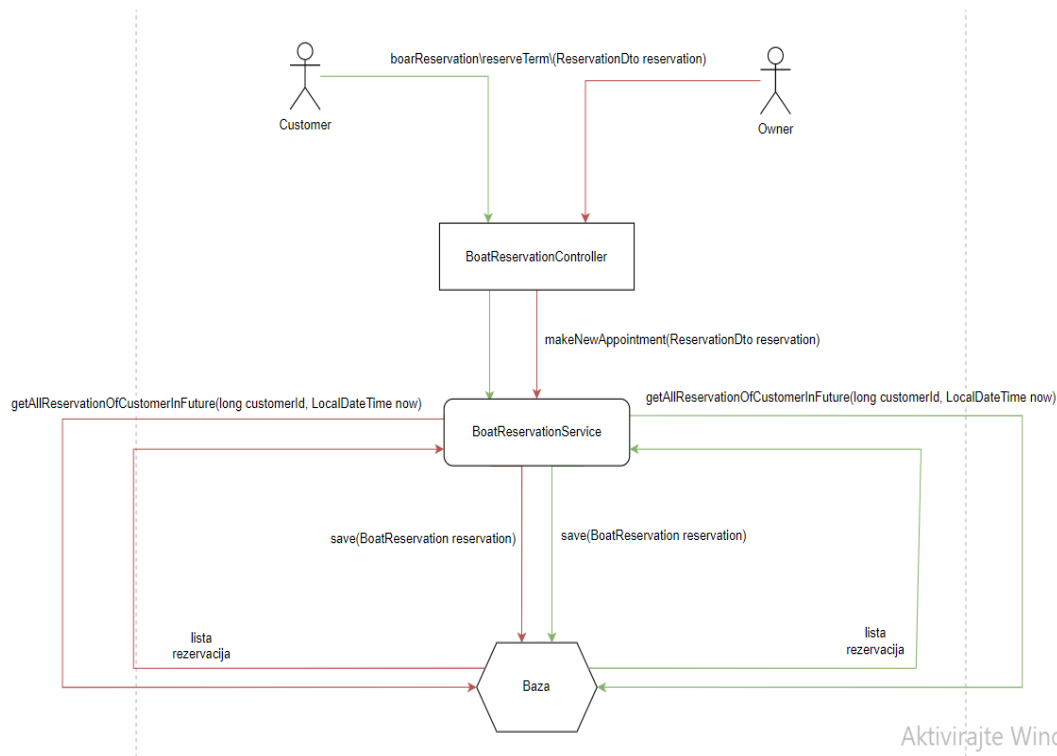 boarReservation\reserveTerm\(ReservationDto reservation)
Customer
Owner
BoatReservationController
makeNewAppointment(ReservationDto reservation)
getAllReservationOfCustomerInFuture(long customerId, LocalDateTime now)
getAllReservationOfCustomerInFuture(long customerId, LocalDateTime now)
BoatReservationService
save(BoatReservation reservation)
save(BoatReservation reservation)
lista
rezervacija
lista
rezervacija
Baza
Aktivirajte Winc